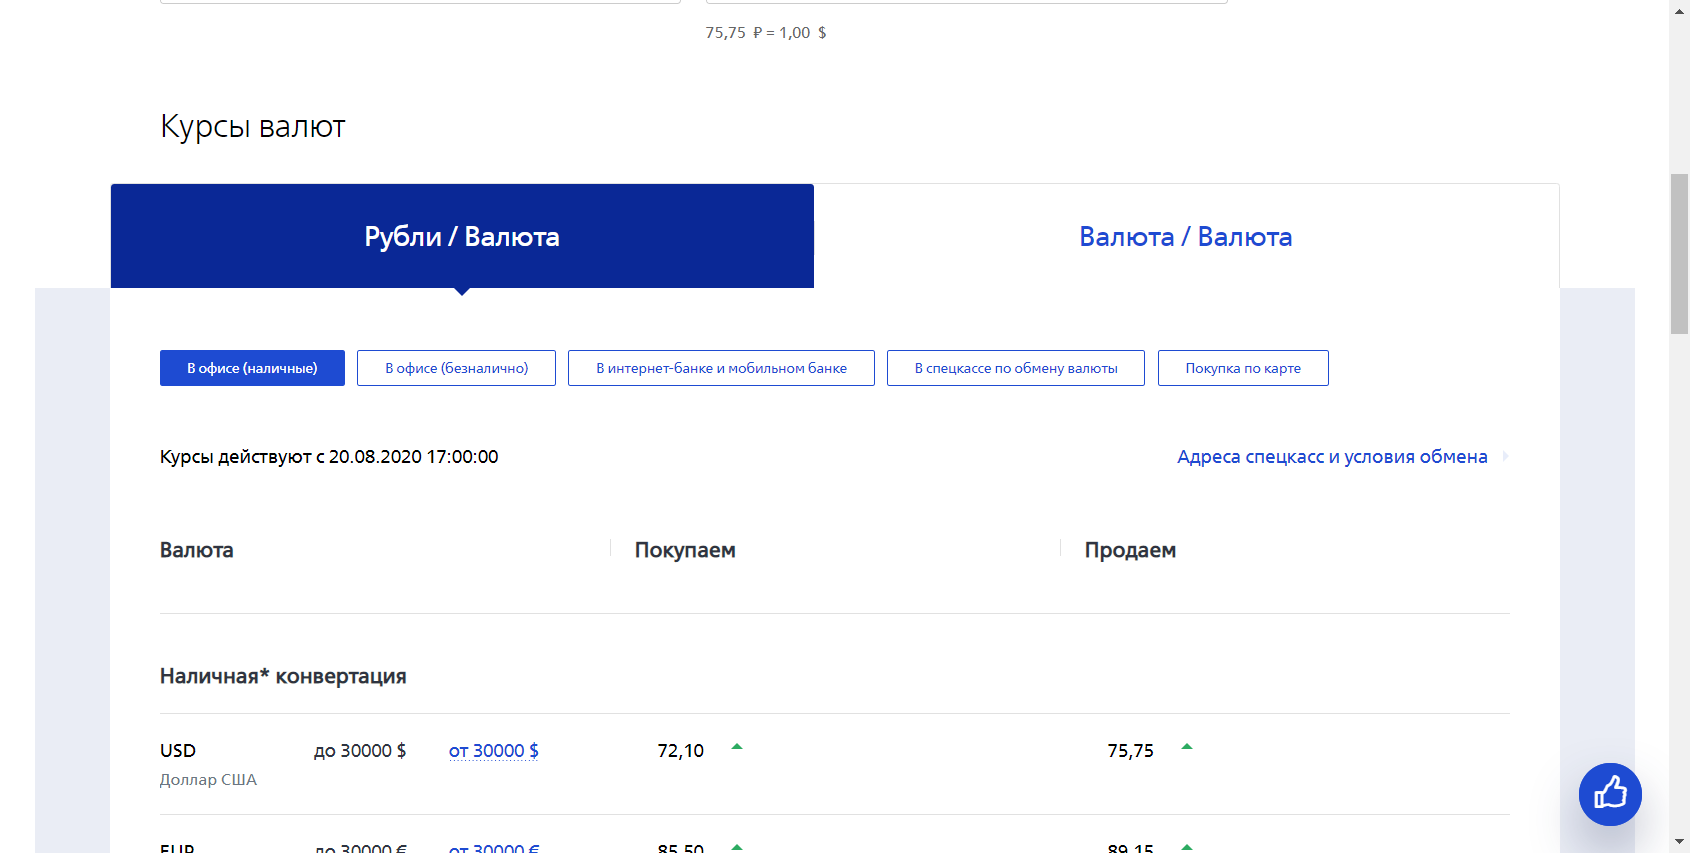 75,75 ₽ = 1,00 $
Курсы валют
Рубли / Валюта
Валюта / Валюта
В офисе (наличные)
В офисе (безналично)
В интернет-банке и мобильном банке
В спецкассе по обмену валюты
Покупка по карте
Курсы действуют с 20.08.2020 17:00:00
Адреса спецкасс и условия обмена
Валюта Покупаем Продаем
Наличная* конвертация
USD до 30000 $ от 30000 $ 72,10 75,75
Доллар США
EUR до 30000 € от 30000 € 85,50 89,15